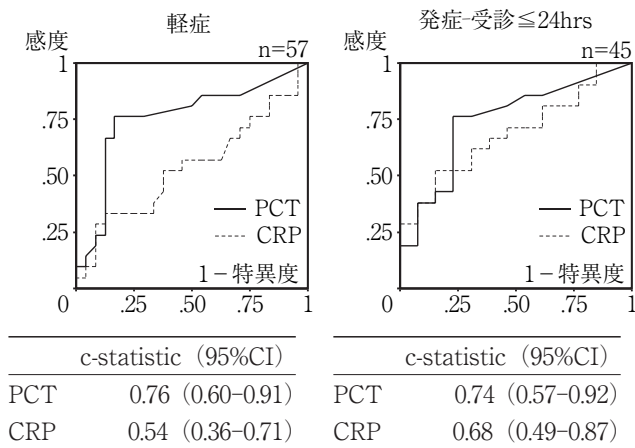 軽症
感度
n=57
1
.75
.50
.25
PCT
CRP
1－特異度
0
.25
.50
.75
1
c-statistic（95%CI）
PCT 0.76（0.60–0.91）
CRP 0.54（0.36–0.71）
発症-受診≦24hrs
感度
n=45
1
.75
.50
.25
PCT
CRP
1－特異度
0
.25
.50
.75
1
c-statistic（95%CI）
PCT 0.74（0.57–0.92）
CRP 0.68（0.49–0.87）